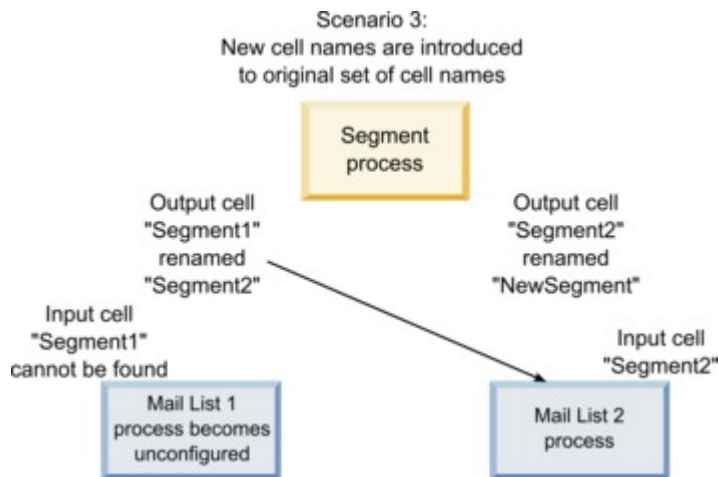 Scenario 3:
New cell names are introduced
to original set of cell names
Segment
process
Output cell
"Segment1"
renamed
"Segment2"
Output cell
"Segment2"
renamed
"NewSegment"
Input cell
"Segment1"
cannot be found
Input cell
"Segment2"
Mail List 1
process becomes
unconfigured
Mail List 2
process